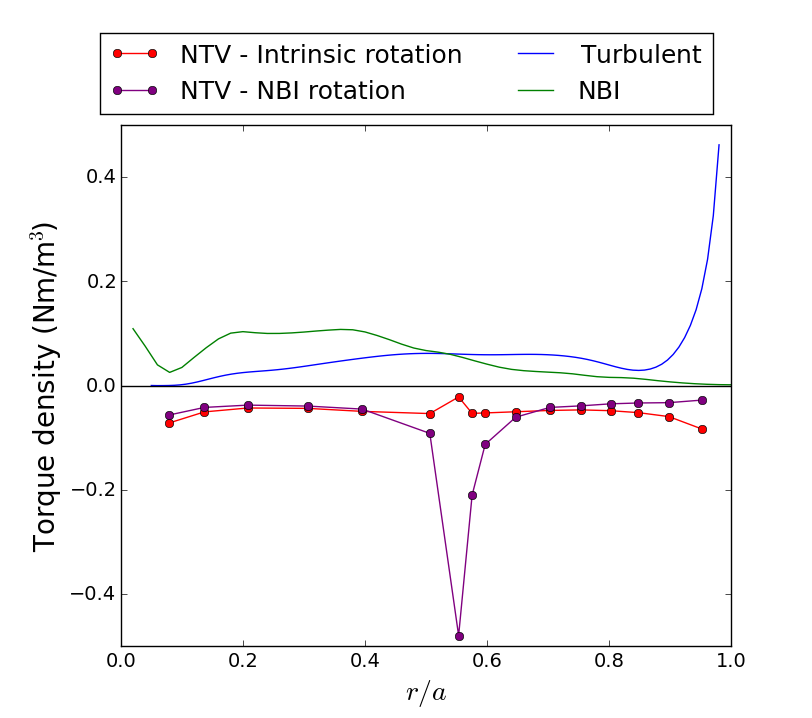 NTV - Intrinsic rotation Turbulent
NTV - NBI rotation NBI
Torque density (Nm/m³)
0.4
0.2
0.0
−0.2
−0.4
0.0 0.2 0.4 0.6 0.8 1.0
r/a